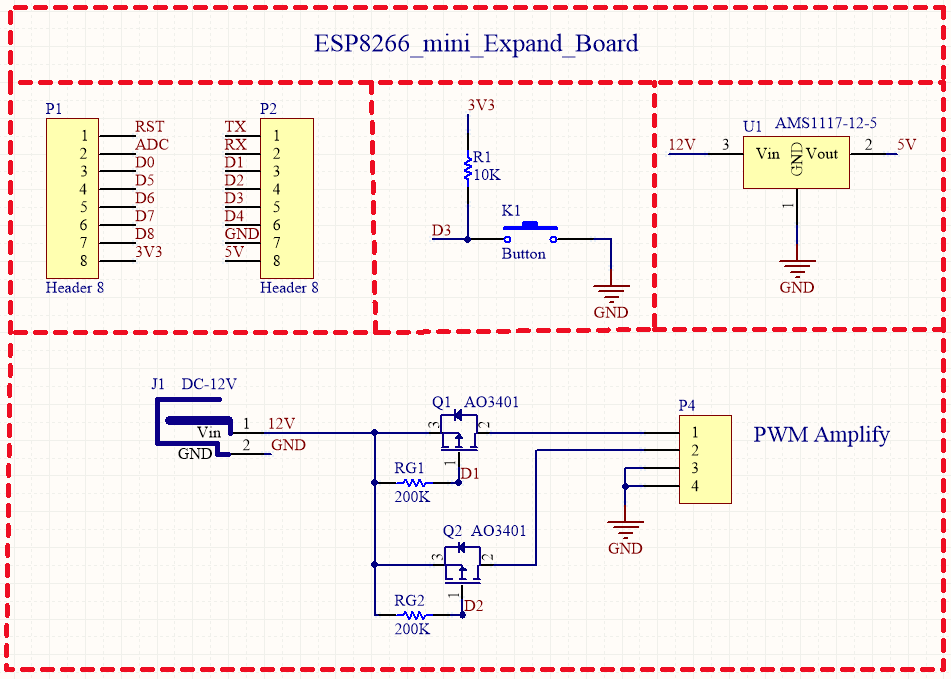 ESP8266_mini_Expand_Board
P1
1 RST
2 ADC
3 D0
4 D5
5 D6
6 D7
7 D8
8 3V3
Header 8
P2
TX 1
RX 2
D1 3
D2 4
D3 5
D4 6
GND 7
5V 8
Header 8
3V3
R1
10K
D3
K1
Button
GND
U1 AMS1117-12-5
12V 3 Vin GND Vout 2 5V
1
GND
J1 DC-12V
Vin 1 12V
GND 2 GND
Q1 AO3401
3 2
1
D1
RG1
200K
Q2 AO3401
3 2
1
D2
RG2
200K
P4
1
2
3
4
GND
PWM Amplify